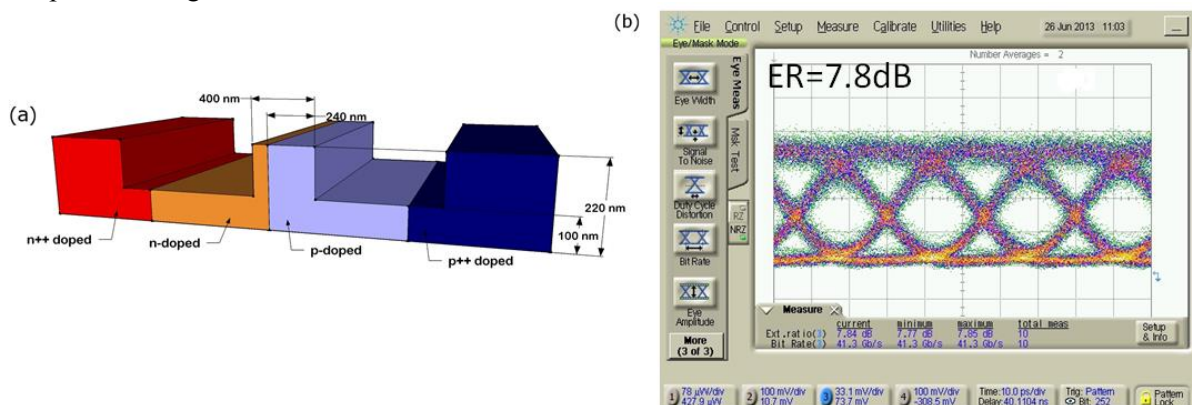 (a)
400 nm
240 nm
220 nm
100 nm
n++ doped
n-doped
p-doped
p++ doped
(b)
File Control Setup Measure Calibrate Utilities Help 26 Jun 2013 11:03
Eye/Mask Mode
Number Averages = 2
ER=7.8dB
Eye Meas
Msk Test
Eye Width
Signal
To Noise
Duty Cycle
Distortion
RZ
NRZ
Bit Rate
Eye
Amplitude
More
(3 of 3)
Measure
current minimum maximum total meas
Ext.ratio(3) 7.84 dB 7.77 dB 7.85 dB 10
Bit Rate(3) 41.3 Gb/s 41.3 Gb/s 41.3 Gb/s 10
Setup
& Info
1 78 µW/div
427.9 µW
2 100 mV/div
10.7 mV
3 33.1 mV/div
73.7 mV
4 100 mV/div
-308.5 mV
Time:10.0 ps/div
Delay:40.1104 ns
Trig: Pattern
Bit: 252
Pattern
Lock